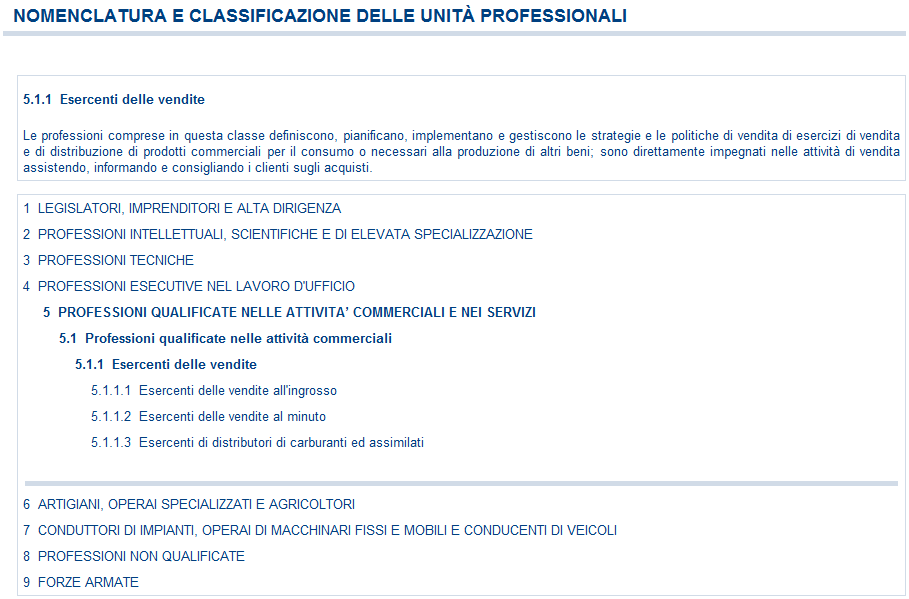 NOMENCLATURA E CLASSIFICAZIONE DELLE UNITÀ PROFESSIONALI
5.1.1 Esercenti delle vendite
Le professioni comprese in questa classe definiscono, pianificano, implementano e gestiscono le strategie e le politiche di vendita di esercizi di vendita
e di distribuzione di prodotti commerciali per il consumo o necessari alla produzione di altri beni; sono direttamente impegnati nelle attività di vendita
assistendo, informando e consigliando i clienti sugli acquisti.
1 LEGISLATORI, IMPRENDITORI E ALTA DIRIGENZA
2 PROFESSIONI INTELLETTUALI, SCIENTIFICHE E DI ELEVATA SPECIALIZZAZIONE
3 PROFESSIONI TECNICHE
4 PROFESSIONI ESECUTIVE NEL LAVORO D'UFFICIO
5 PROFESSIONI QUALIFICATE NELLE ATTIVITA’ COMMERCIALI E NEI SERVIZI
5.1 Professioni qualificate nelle attività commerciali
5.1.1 Esercenti delle vendite
5.1.1.1 Esercenti delle vendite all'ingrosso
5.1.1.2 Esercenti delle vendite al minuto
5.1.1.3 Esercenti di distributori di carburanti ed assimilati
6 ARTIGIANI, OPERAI SPECIALIZZATI E AGRICOLTORI
7 CONDUTTORI DI IMPIANTI, OPERAI DI MACCHINARI FISSI E MOBILI E CONDUCENTI DI VEICOLI
8 PROFESSIONI NON QUALIFICATE
9 FORZE ARMATE